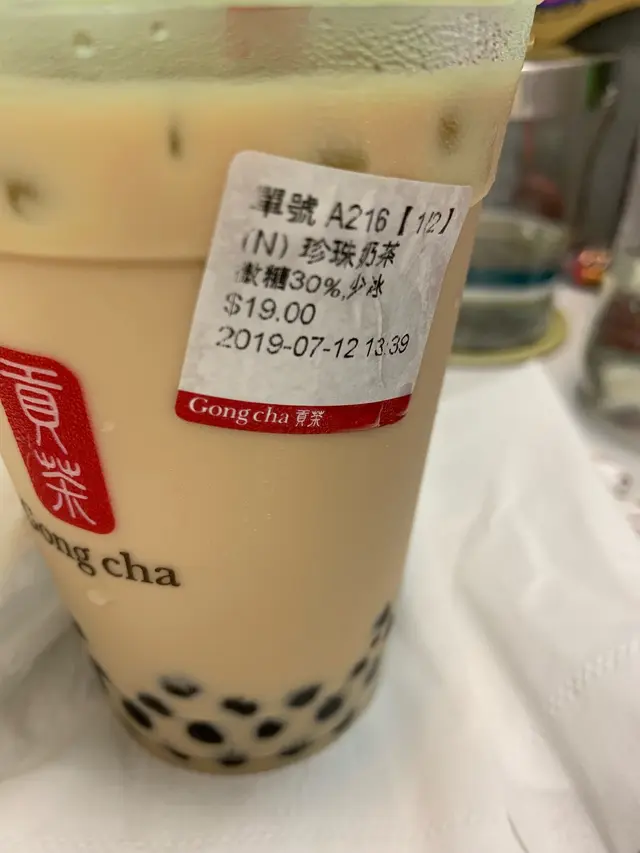 單號 A216【1/2】
(N) 珍珠奶茶
微糖30%,少冰
$19.00
2019-07-12 13:39
Gong cha 貢茶
貢茶
Gong cha